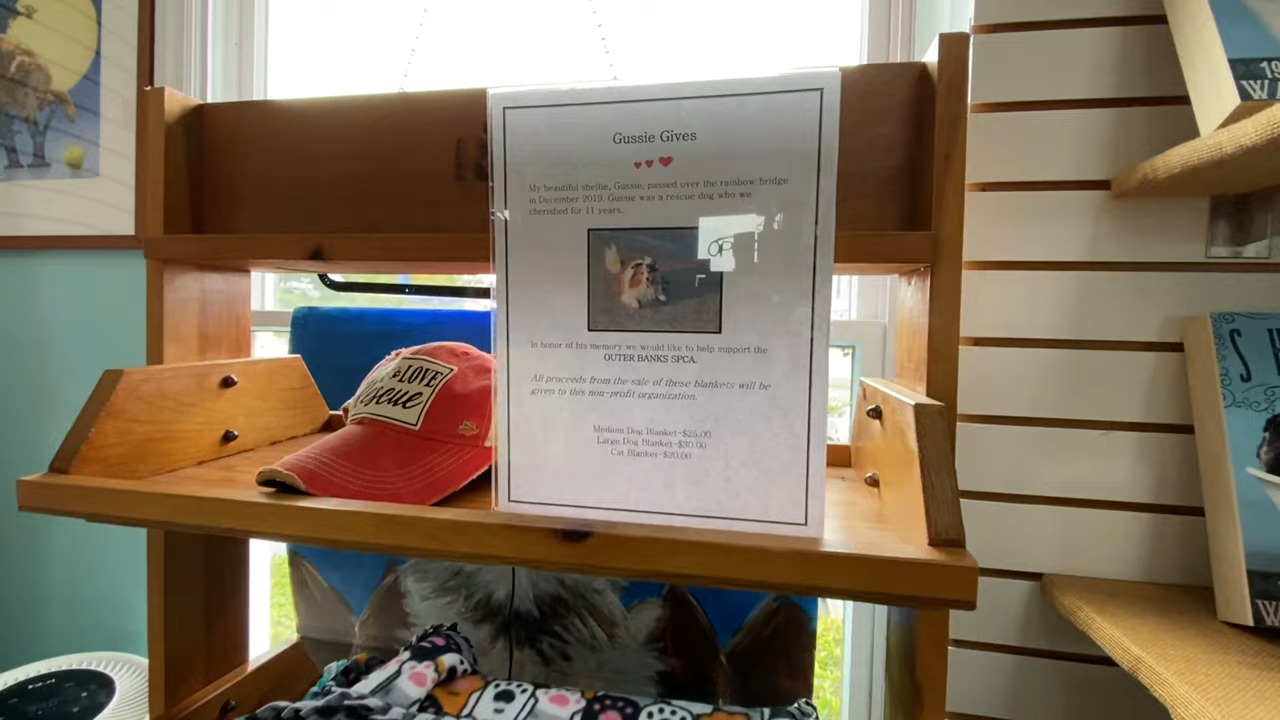 Gussie Gives
My beautiful sheltie, Gussie, passed over the rainbow bridge
in December 2019. Gussie was a rescue dog who we
cherished for 11 years.
In honor of his memory we would like to help support the
OUTER BANKS SPCA.
All proceeds from the sale of these blankets will be
given to this non-profit organization.
Medium Dog Blanket-$25.00
Large Dog Blanket-$30.00
Cat Blanket-$20.00
& LOVE
Rescue
19
W
S
W